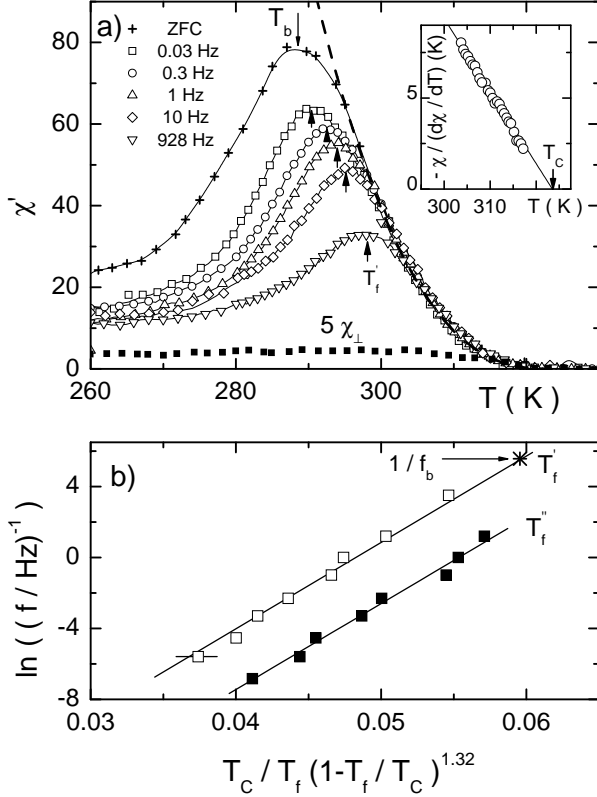 a)
ZFC
0.03 Hz
0.3 Hz
1 Hz
10 Hz
928 Hz
T_b
T_f'
5 χ_⊥
χ'
90
80
60
40
20
0
260
280
300
T ( K )
- χ / (dχ / dT) (K)
5
0
300
310
T ( K )
T_C
b)
1 / f_b
T_f'
T_f''
ln ( ( f / Hz)^-1 )
4
0
-4
-8
0.03
0.04
0.05
0.06
T_C / T_f (1-T_f / T_C )^1.32